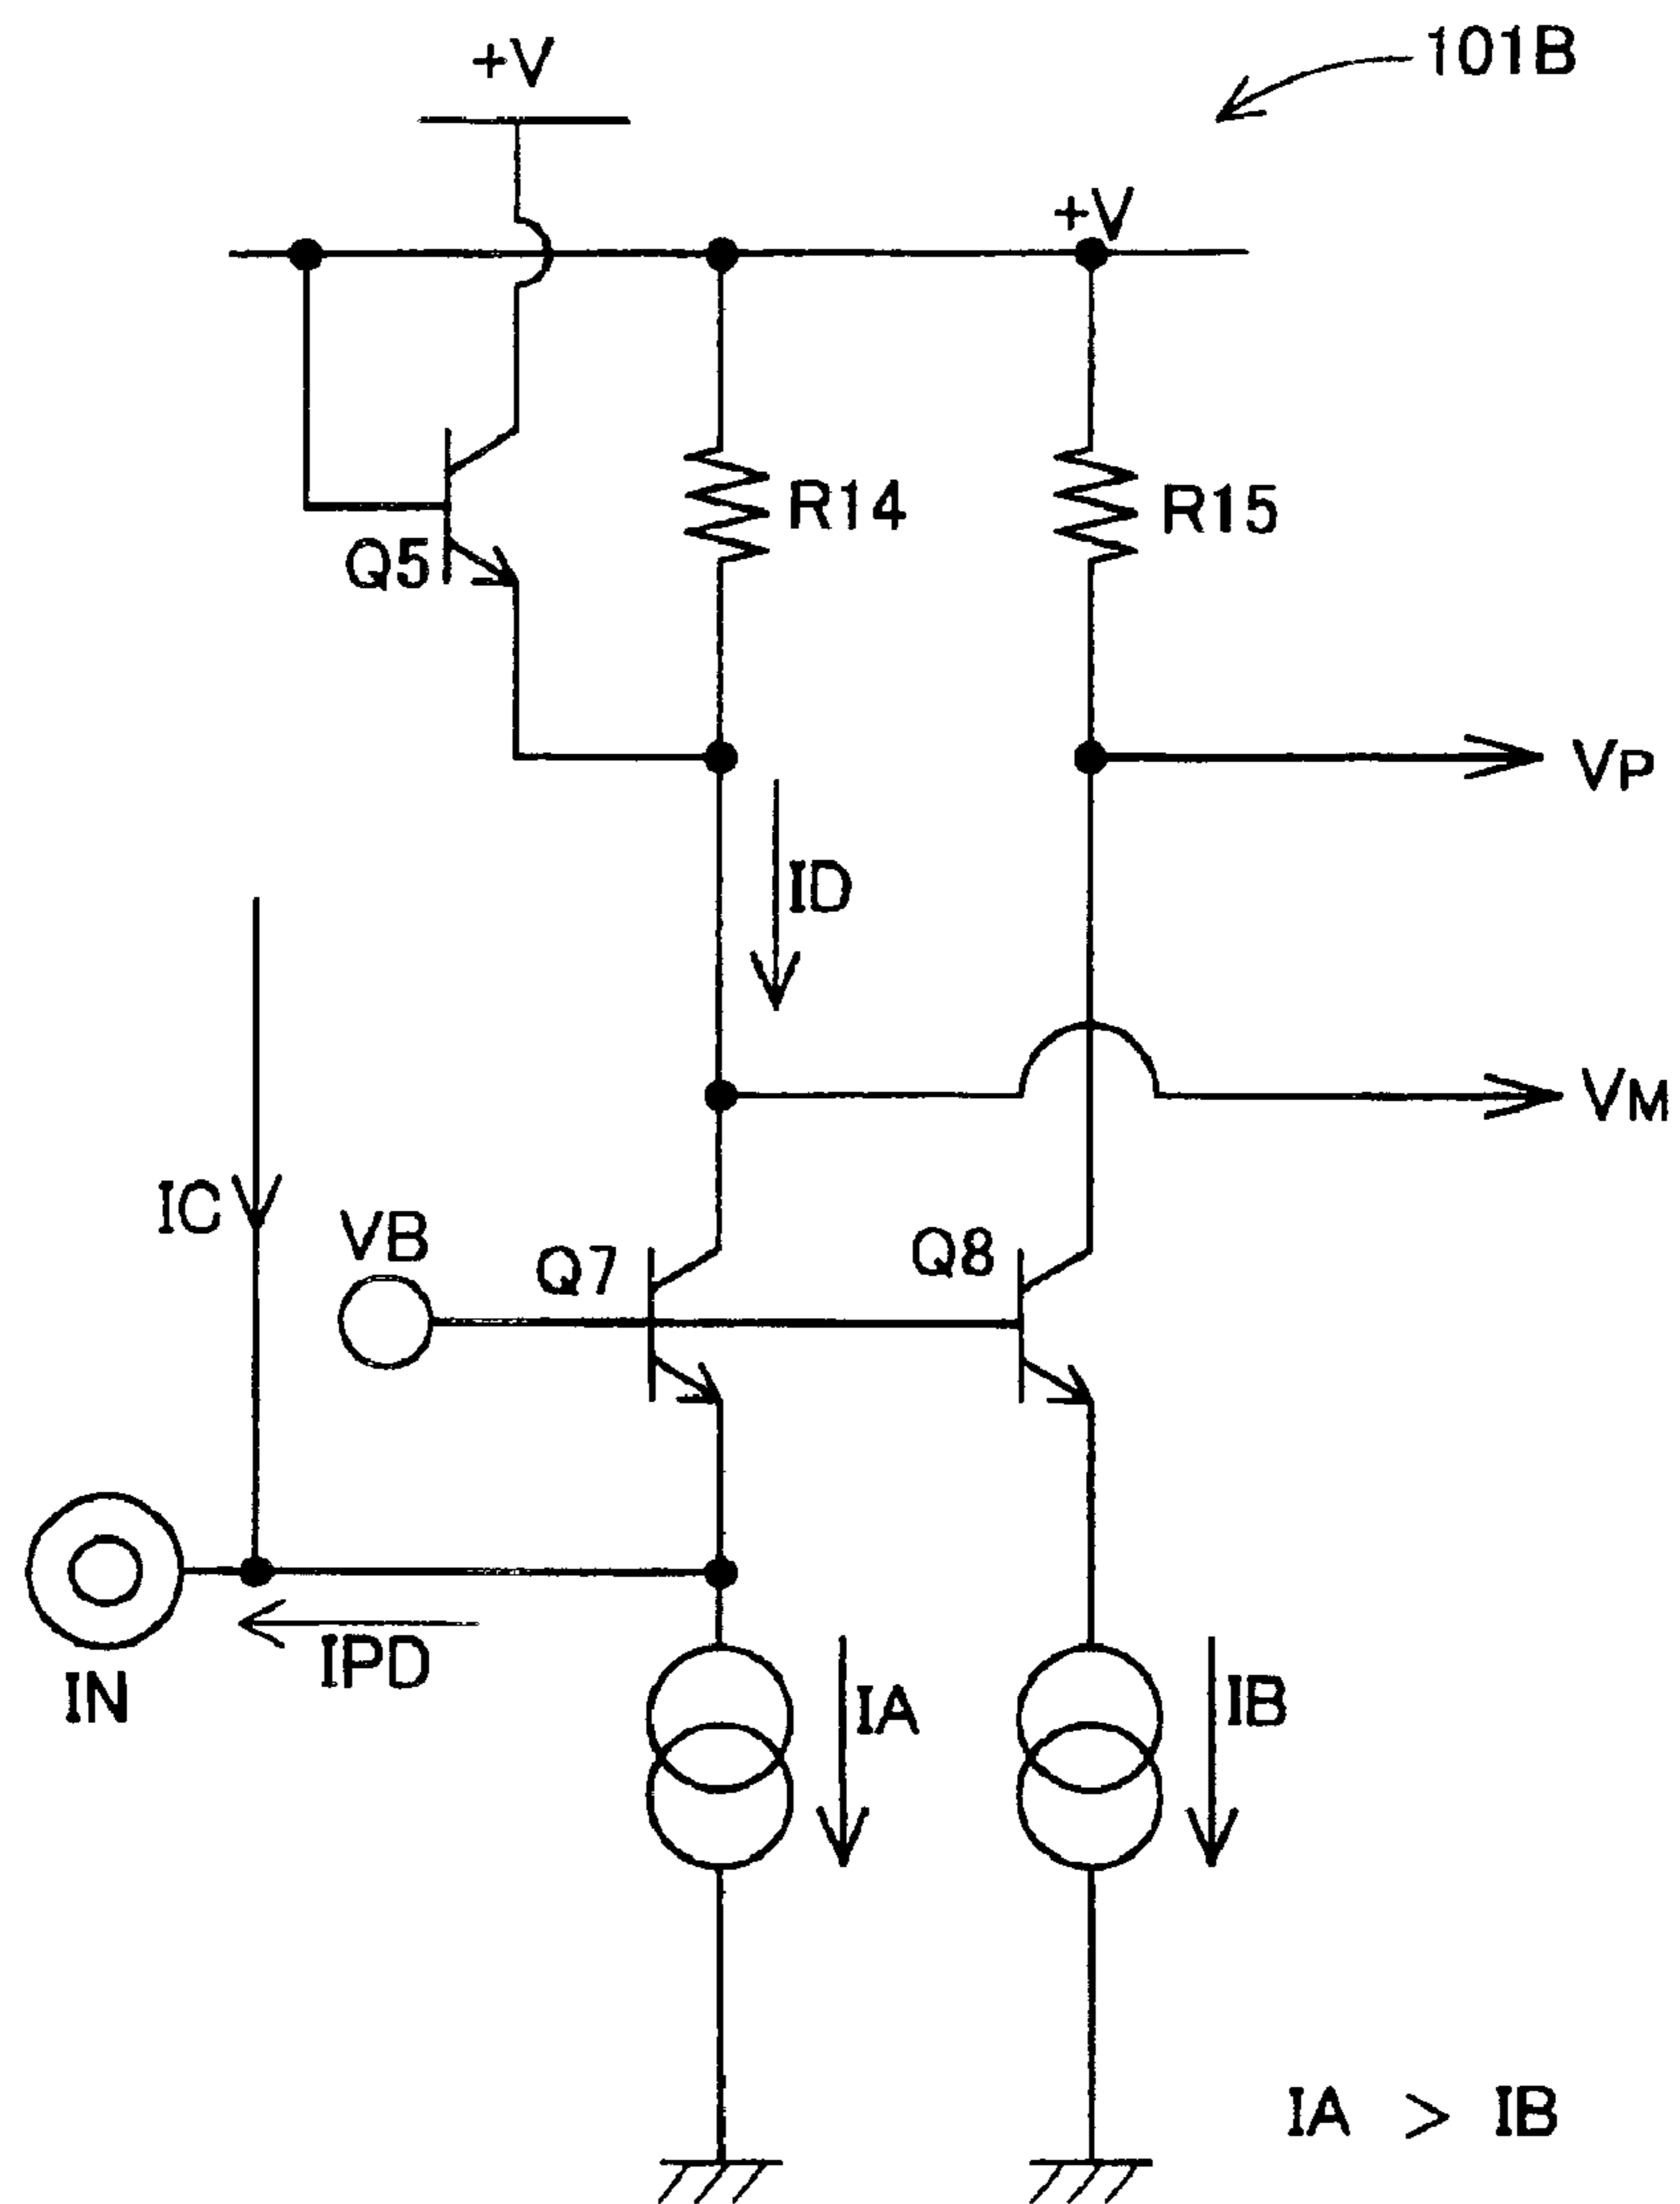 101B
+V
+V
R14
R15
Q5
VP
ID
VM
IC
VB
Q7
Q8
IPD
IN
IA
IB
IA > IB